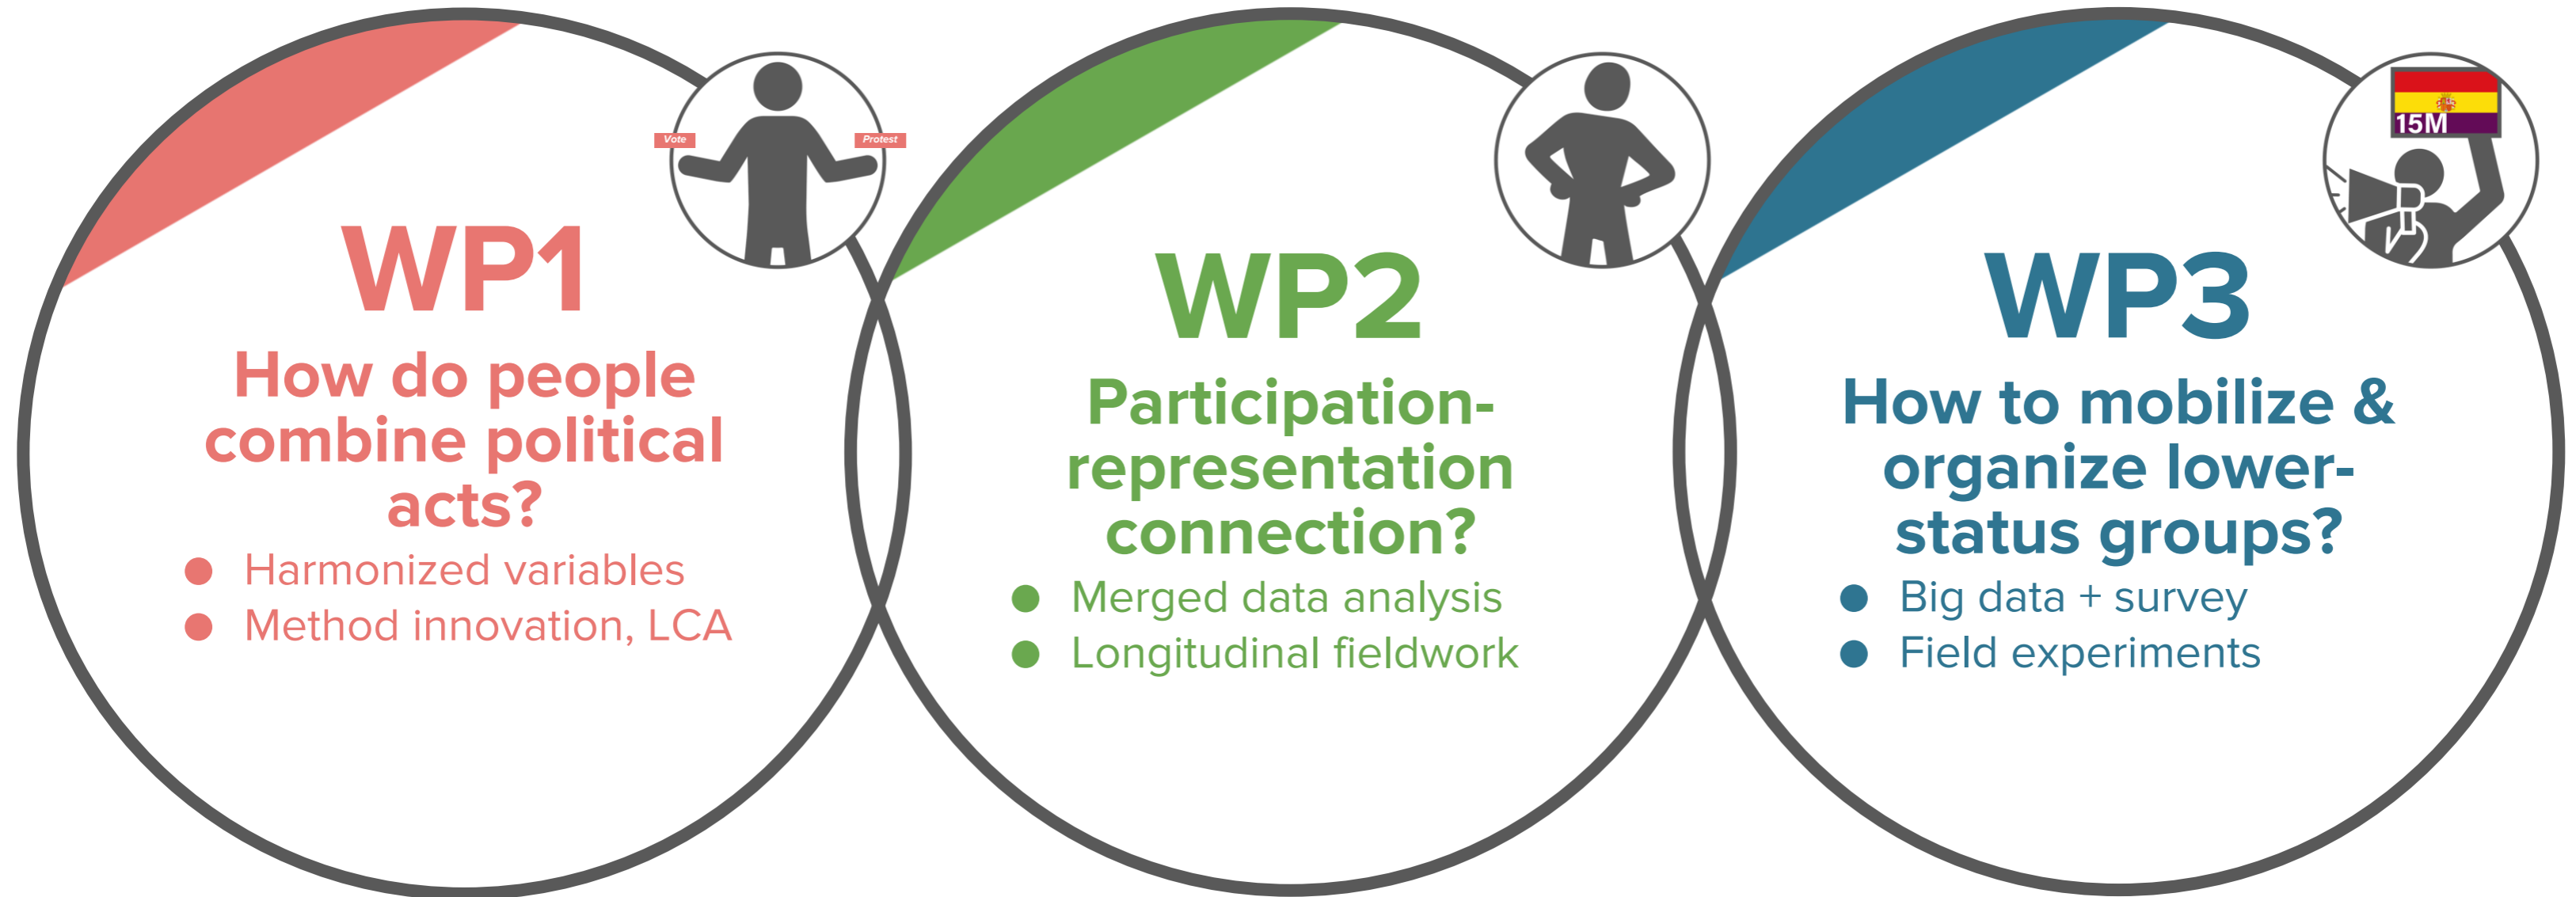 Vote
Protest
WP1
How do people
combine political
acts?
● Harmonized variables
● Method innovation, LCA
WP2
Participation-
representation
connection?
● Merged data analysis
● Longitudinal fieldwork
15M
WP3
How to mobilize &
organize lower-
status groups?
● Big data + survey
● Field experiments